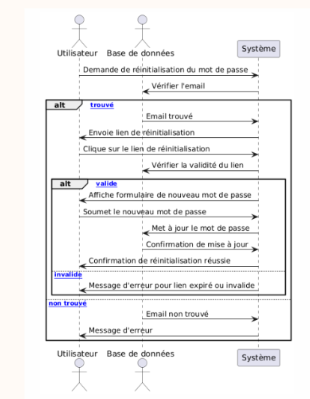 Utilisateur Base de données Système
Demande de réinitialisation du mot de passe
Vérifier l'email
alt trouvé
Email trouvé
Envoie lien de réinitialisation
Clique sur le lien de réinitialisation
Vérifier la validité du lien
alt valide
Affiche formulaire de nouveau mot de passe
Soumet le nouveau mot de passe
Met à jour le mot de passe
Confirmation de mise à jour
Confirmation de réinitialisation réussie
invalide
Message d'erreur pour lien expiré ou invalide
non trouvé
Email non trouvé
Message d'erreur
Utilisateur Base de données Système